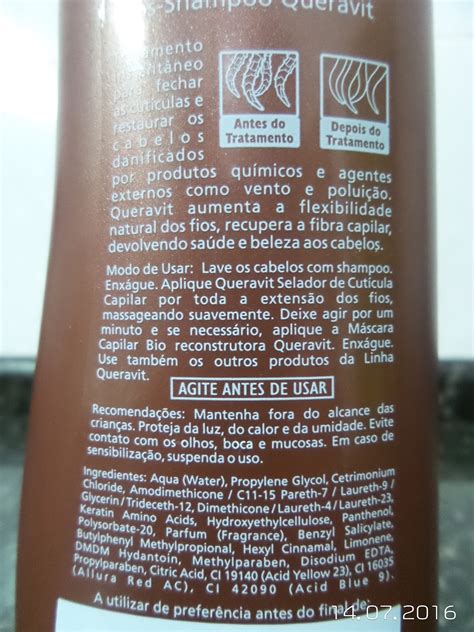 s-Shampoo Queravit
para fechar
as cutículas e
restaurar os
cabelos
danificados
Antes do
Tratamento
Depois do
Tratamento
por produtos químicos e agentes
externos como vento e poluição.
Queravit aumenta a flexibilidade
natural dos fios, recupera a fibra capilar,
devolvendo saúde e beleza aos cabelos.
Modo de Usar: Lave os cabelos com shampoo.
Enxágue. Aplique Queravit Selador de Cutícula
Capilar por toda a extensão dos fios,
massageando suavemente. Deixe agir por um
minuto e se necessário, aplique a Máscara
Capilar Bio reconstrutora Queravit. Enxágue.
Use também os outros produtos da Linha
Queravit.
AGITE ANTES DE USAR
Recomendações: Mantenha fora do alcance das
crianças. Proteja da luz, do calor e da umidade. Evite
contato com os olhos, boca e mucosas. Em caso de
sensibilização, suspenda o uso.
Ingredientes: Aqua (Water), Propylene Glycol, Cetrimonium
Chloride, Amodimethicone / C11-15 Pareth-7 / Laureth-9 /
Glycerin / Trideceth-12, Dimethicone / Laureth-4 / Laureth-23,
Keratin Amino Acids, Hydroxyethylcellulose, Panthenol,
Polysorbate-20, Parfum (Fragrance), Benzyl Salicylate,
Butylphenyl Methylpropional, Hexyl Cinnamal, Limonene,
DMDM Hydantoin, Methylparaben, Disodium EDTA,
Propylparaben, Citric Acid, CI 19140 (Acid Yellow 23), CI 16035
(Allura Red AC), CI 42090 (Acid Blue 9).
A utilizar de preferência antes do final de:
14.07.2016